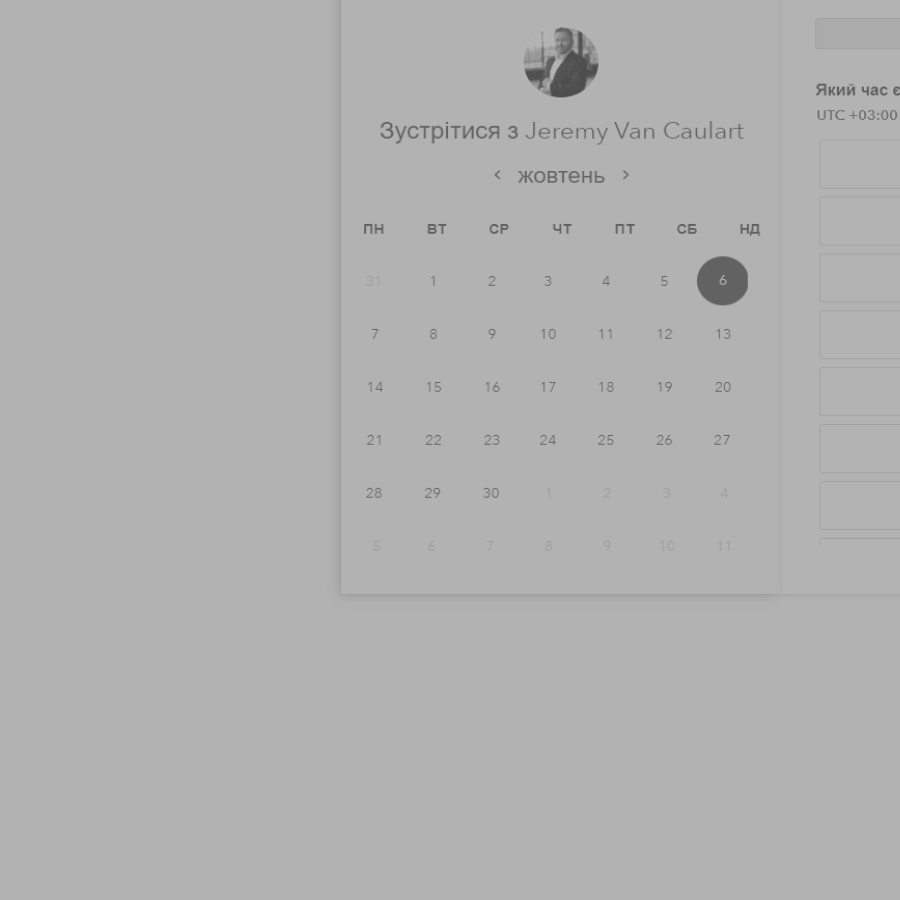 Зустрітися з Jeremy Van Caulart
< жовтень >
ПН ВТ СР ЧТ ПТ СБ НД
31 1 2 3 4 5 6
7 8 9 10 11 12 13
14 15 16 17 18 19 20
21 22 23 24 25 26 27
28 29 30 1 2 3 4
5 6 7 8 9 10 11
Який час є
UTC +03:00